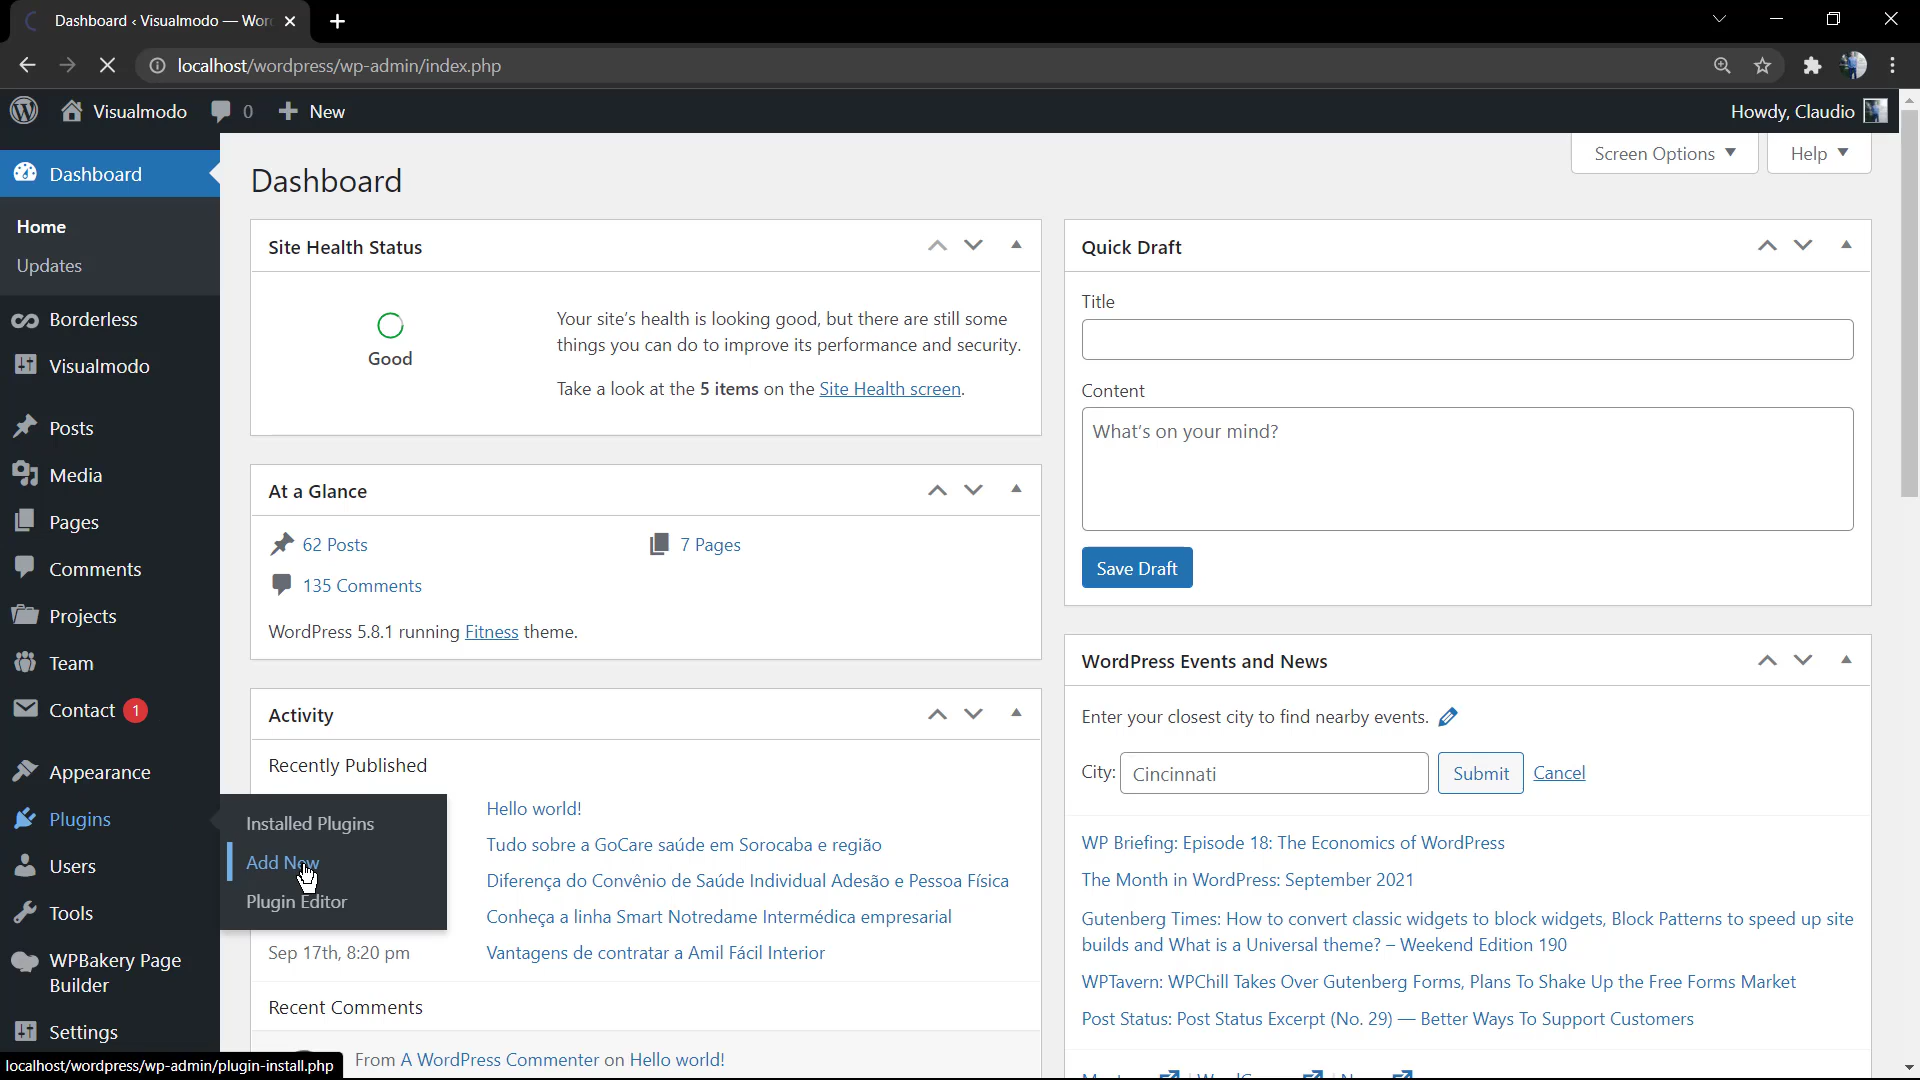 Dashboard ‹ Visualmodo — Wor
localhost/wordpress/wp-admin/index.php
Visualmodo 0 New
Howdy, Claudio
Screen Options Help
Dashboard
Home
Updates
Borderless
Visualmodo
Posts
Media
Pages
Comments
Projects
Team
Contact 1
Appearance
Plugins
Users
Tools
WPBakery Page
Builder
Settings
Installed Plugins
Add New
Plugin Editor
Dashboard
Site Health Status
Good
Your site's health is looking good, but there are still some
things you can do to improve its performance and security.
Take a look at the 5 items on the Site Health screen.
At a Glance
62 Posts
7 Pages
135 Comments
WordPress 5.8.1 running Fitness theme.
Activity
Recently Published
Hello world!
Tudo sobre a GoCare saúde em Sorocaba e região
Diferença do Convênio de Saúde Individual Adesão e Pessoa Física
Conheça a linha Smart Notredame Intermédica empresarial
Sep 17th, 8:20 pm Vantagens de contratar a Amil Fácil Interior
Recent Comments
From A WordPress Commenter on Hello world!
Quick Draft
Title
Content
What's on your mind?
Save Draft
WordPress Events and News
Enter your closest city to find nearby events.
City: Cincinnati Submit Cancel
WP Briefing: Episode 18: The Economics of WordPress
The Month in WordPress: September 2021
Gutenberg Times: How to convert classic widgets to block widgets, Block Patterns to speed up site
builds and What is a Universal theme? – Weekend Edition 190
WPTavern: WPChill Takes Over Gutenberg Forms, Plans To Shake Up the Free Forms Market
Post Status: Post Status Excerpt (No. 29) — Better Ways To Support Customers
localhost/wordpress/wp-admin/plugin-install.php